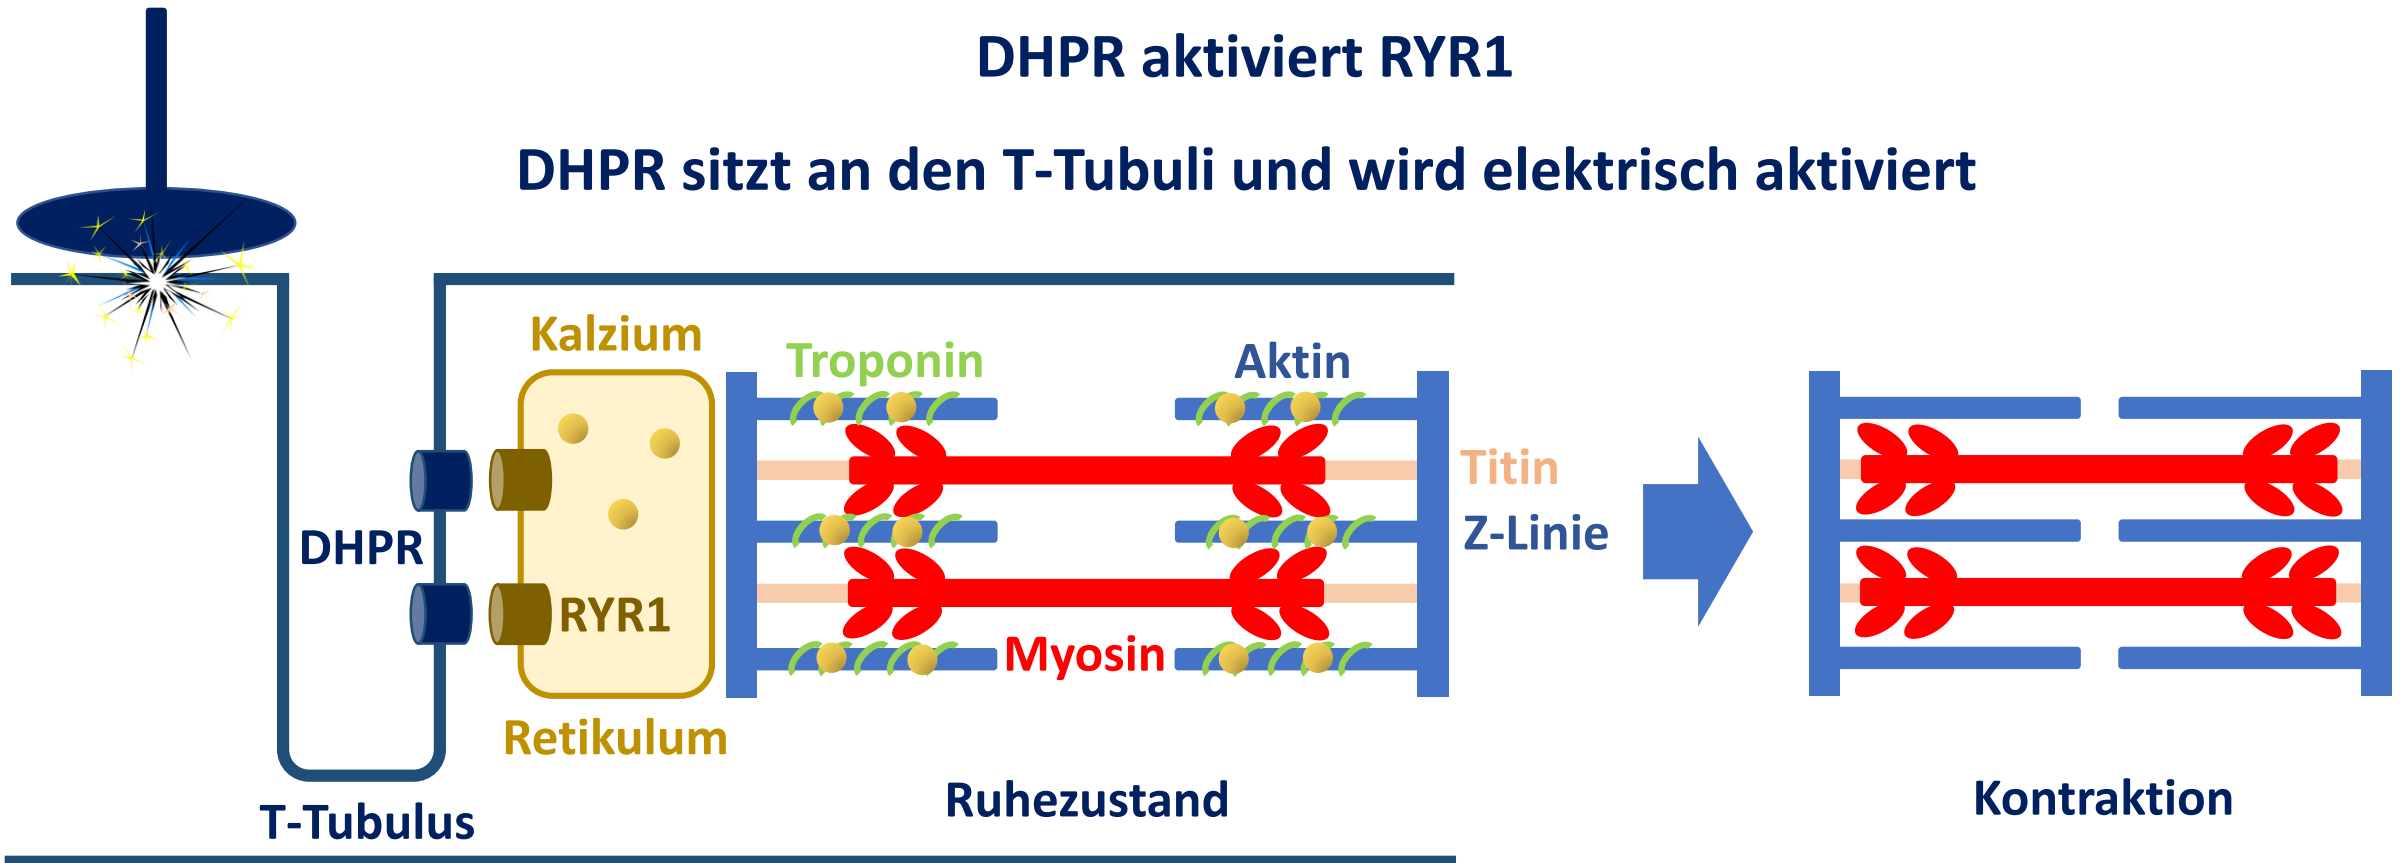 DHPR aktiviert RYR1
DHPR sitzt an den T-Tubuli und wird elektrisch aktiviert
Kalzium
Troponin
Aktin
Titin
Z-Linie
DHPR
RYR1
Myosin
Retikulum
T-Tubulus
Ruhezustand
Kontraktion